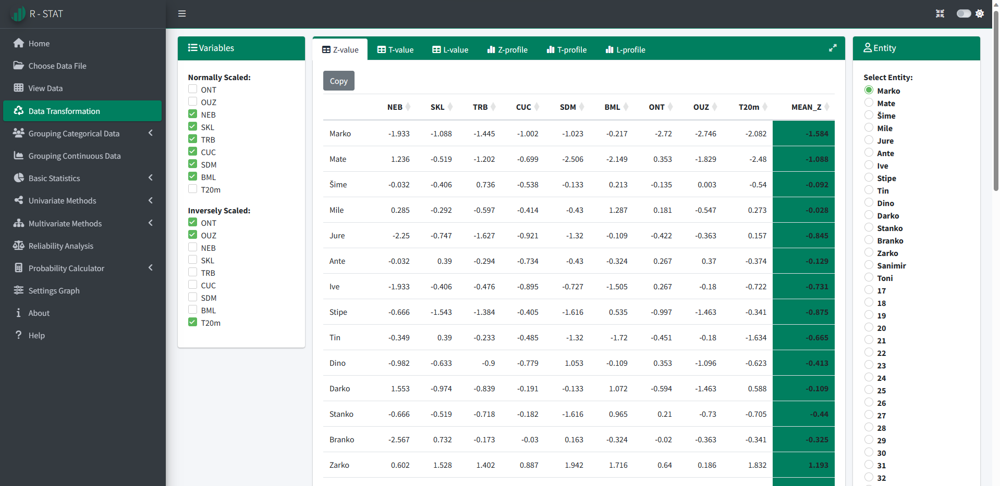 R - STAT
Home
Choose Data File
View Data
Data Transformation
Grouping Categorical Data
Grouping Continuous Data
Basic Statistics
Univariate Methods
Multivariate Methods
Reliability Analysis
Probability Calculator
Settings Graph
About
Help
Variables
Normally Scaled:
ONT
OUZ
NEB
SKL
TRB
CUC
SDM
BML
T20m
Inversely Scaled:
ONT
OUZ
NEB
SKL
TRB
CUC
SDM
BML
T20m
Z-value T-value L-value Z-profile T-profile L-profile
Copy
NEB SKL TRB CUC SDM BML ONT OUZ T20m MEAN_Z
Marko -1.933 -1.088 -1.445 -1.002 -1.023 -0.217 -2.72 -2.746 -2.082 -1.584
Mate 1.236 -0.519 -1.202 -0.699 -2.506 -2.149 0.353 -1.829 -2.48 -1.088
Šime -0.032 -0.406 0.736 -0.538 -0.133 0.213 -0.135 0.003 -0.54 -0.092
Mile 0.285 -0.292 -0.597 -0.414 -0.43 1.287 0.181 -0.547 0.273 -0.028
Jure -2.25 -0.747 -1.627 -0.921 -1.32 -0.109 -0.422 -0.363 0.157 -0.845
Ante -0.032 0.39 -0.294 -0.734 -0.43 -0.324 0.267 0.37 -0.374 -0.129
Ive -1.933 -0.406 -0.476 -0.895 -0.727 -1.505 0.267 -0.18 -0.722 -0.731
Stipe -0.666 -1.543 -1.384 -0.405 -1.616 0.535 -0.997 -1.463 -0.341 -0.875
Tin -0.349 0.39 -0.233 -0.485 -1.32 -1.72 -0.451 -0.18 -1.634 -0.665
Dino -0.982 -0.633 -0.9 -0.779 1.053 -0.109 0.353 -1.096 -0.623 -0.413
Darko 1.553 -0.974 -0.839 -0.191 -0.133 1.072 -0.594 -1.463 0.588 -0.109
Stanko -0.666 -0.519 -0.718 -0.182 -1.616 0.965 0.21 -0.73 -0.705 -0.44
Branko -2.567 0.732 -0.173 -0.03 0.163 -0.324 -0.02 -0.363 -0.341 -0.325
Zarko 0.602 1.528 1.402 0.887 1.942 1.716 0.64 0.186 1.832 1.193
Entity
Select Entity:
Marko
Mate
Šime
Mile
Jure
Ante
Ive
Stipe
Tin
Dino
Darko
Stanko
Branko
Zarko
Sanimir
Toni
17
18
19
20
21
22
23
24
25
26
27
28
29
30
31
32